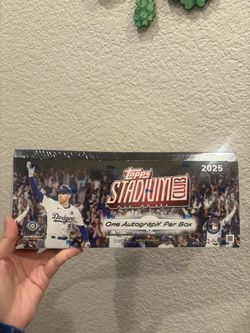 2025
Topps
STADIUM
CLUB
One Autograph* Per Box
Dodgers